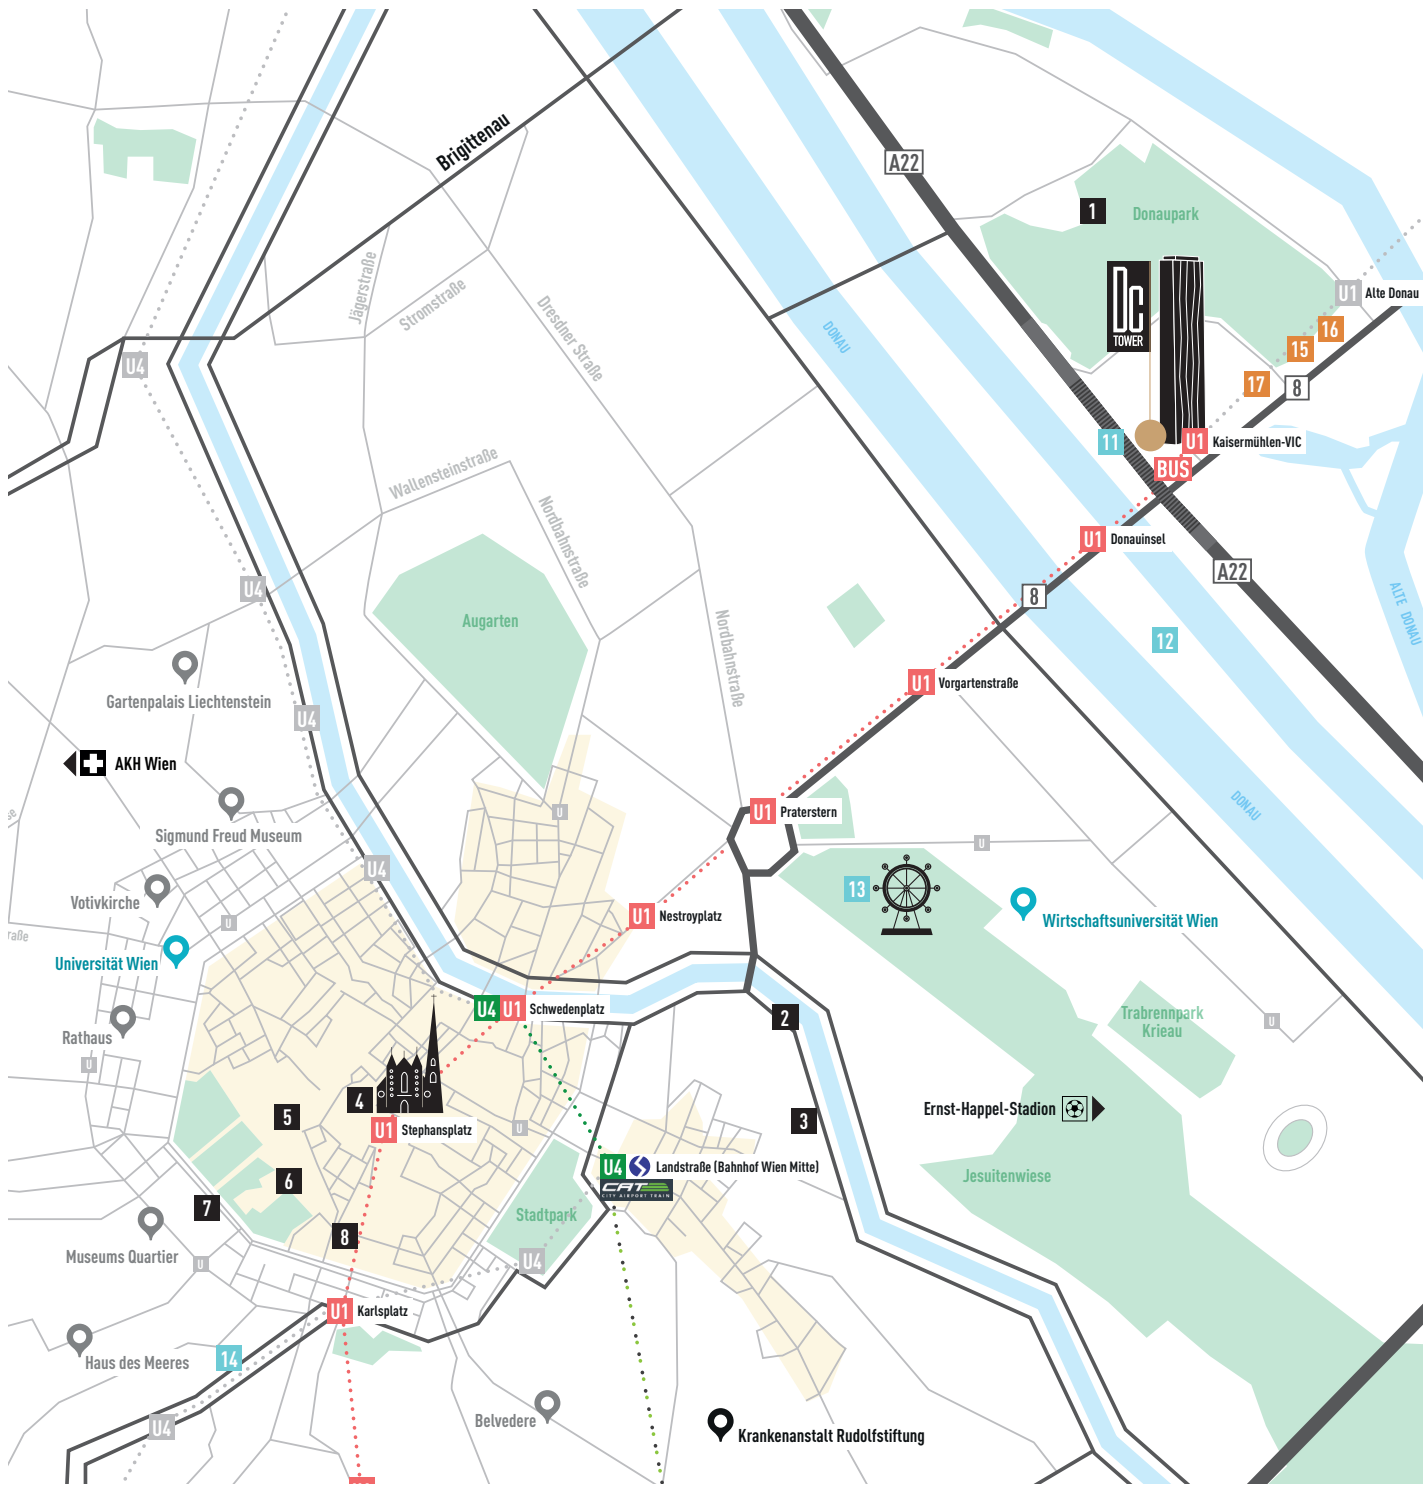 Brigittenau
A22
1
Donaupark
Jägerstraße
Stromstraße
Dresdner Straße
DONAU
DC
TOWER
U1 Alte Donau
16
15
17
8
U4
11
U1 Kaisermühlen-VIC
BUS
Wallensteinstraße
Nordbahnstraße
U1 Donauinsel
A22
8
U4
ALTE DONAU
Augarten
12
Nordbahnstraße
Gartenpalais Liechtenstein
U1 Vorgartenstraße
U4
AKH Wien
DONAU
U
U1 Praterstern
Sigmund Freud Museum
U
U4
13
Votivkirche
U
U1 Nestroyplatz
Wirtschaftsuniversität Wien
raße
Universität Wien
U4 U1 Schwedenplatz
2
Trabrennpark
Krieau
U
Rathaus
U
4
5
3
Ernst-Happel-Stadion
U1 Stephansplatz
U
U4 Landstraße (Bahnhof Wien Mitte)
CAT
CITY AIRPORT TRAIN
Jesuitenwiese
6
7
Stadtpark
8
Museums Quartier
U
U4
U1 Karlsplatz
14
Haus des Meeres
U4
Belvedere
Krankenanstalt Rudolfstiftung